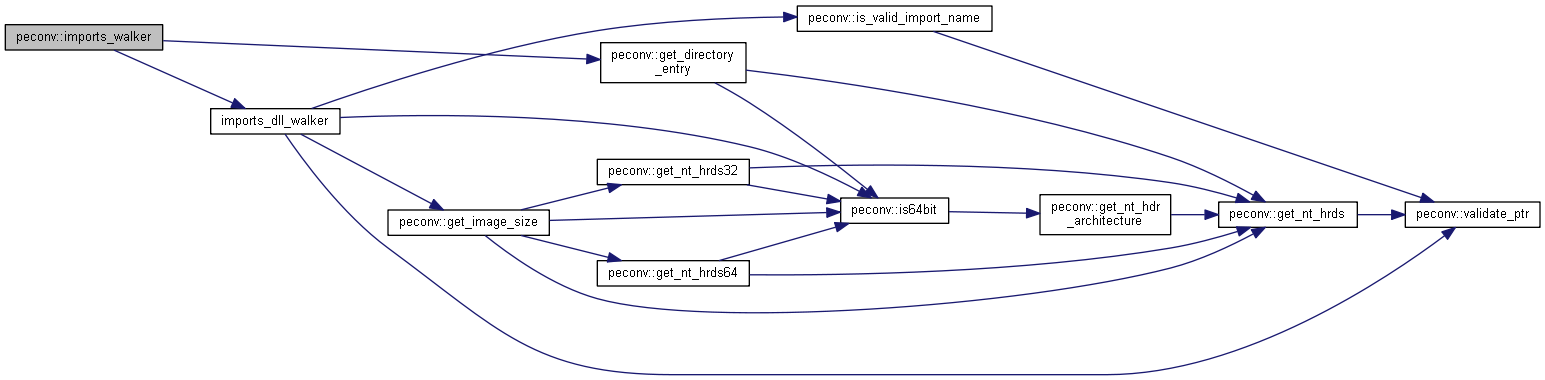 peconv::imports_walker
peconv::is_valid_import_name
peconv::get_directory
_entry
imports_dll_walker
peconv::get_nt_hrds32
peconv::get_image_size
peconv::is64bit
peconv::get_nt_hdr
_architecture
peconv::get_nt_hrds
peconv::validate_ptr
peconv::get_nt_hrds64